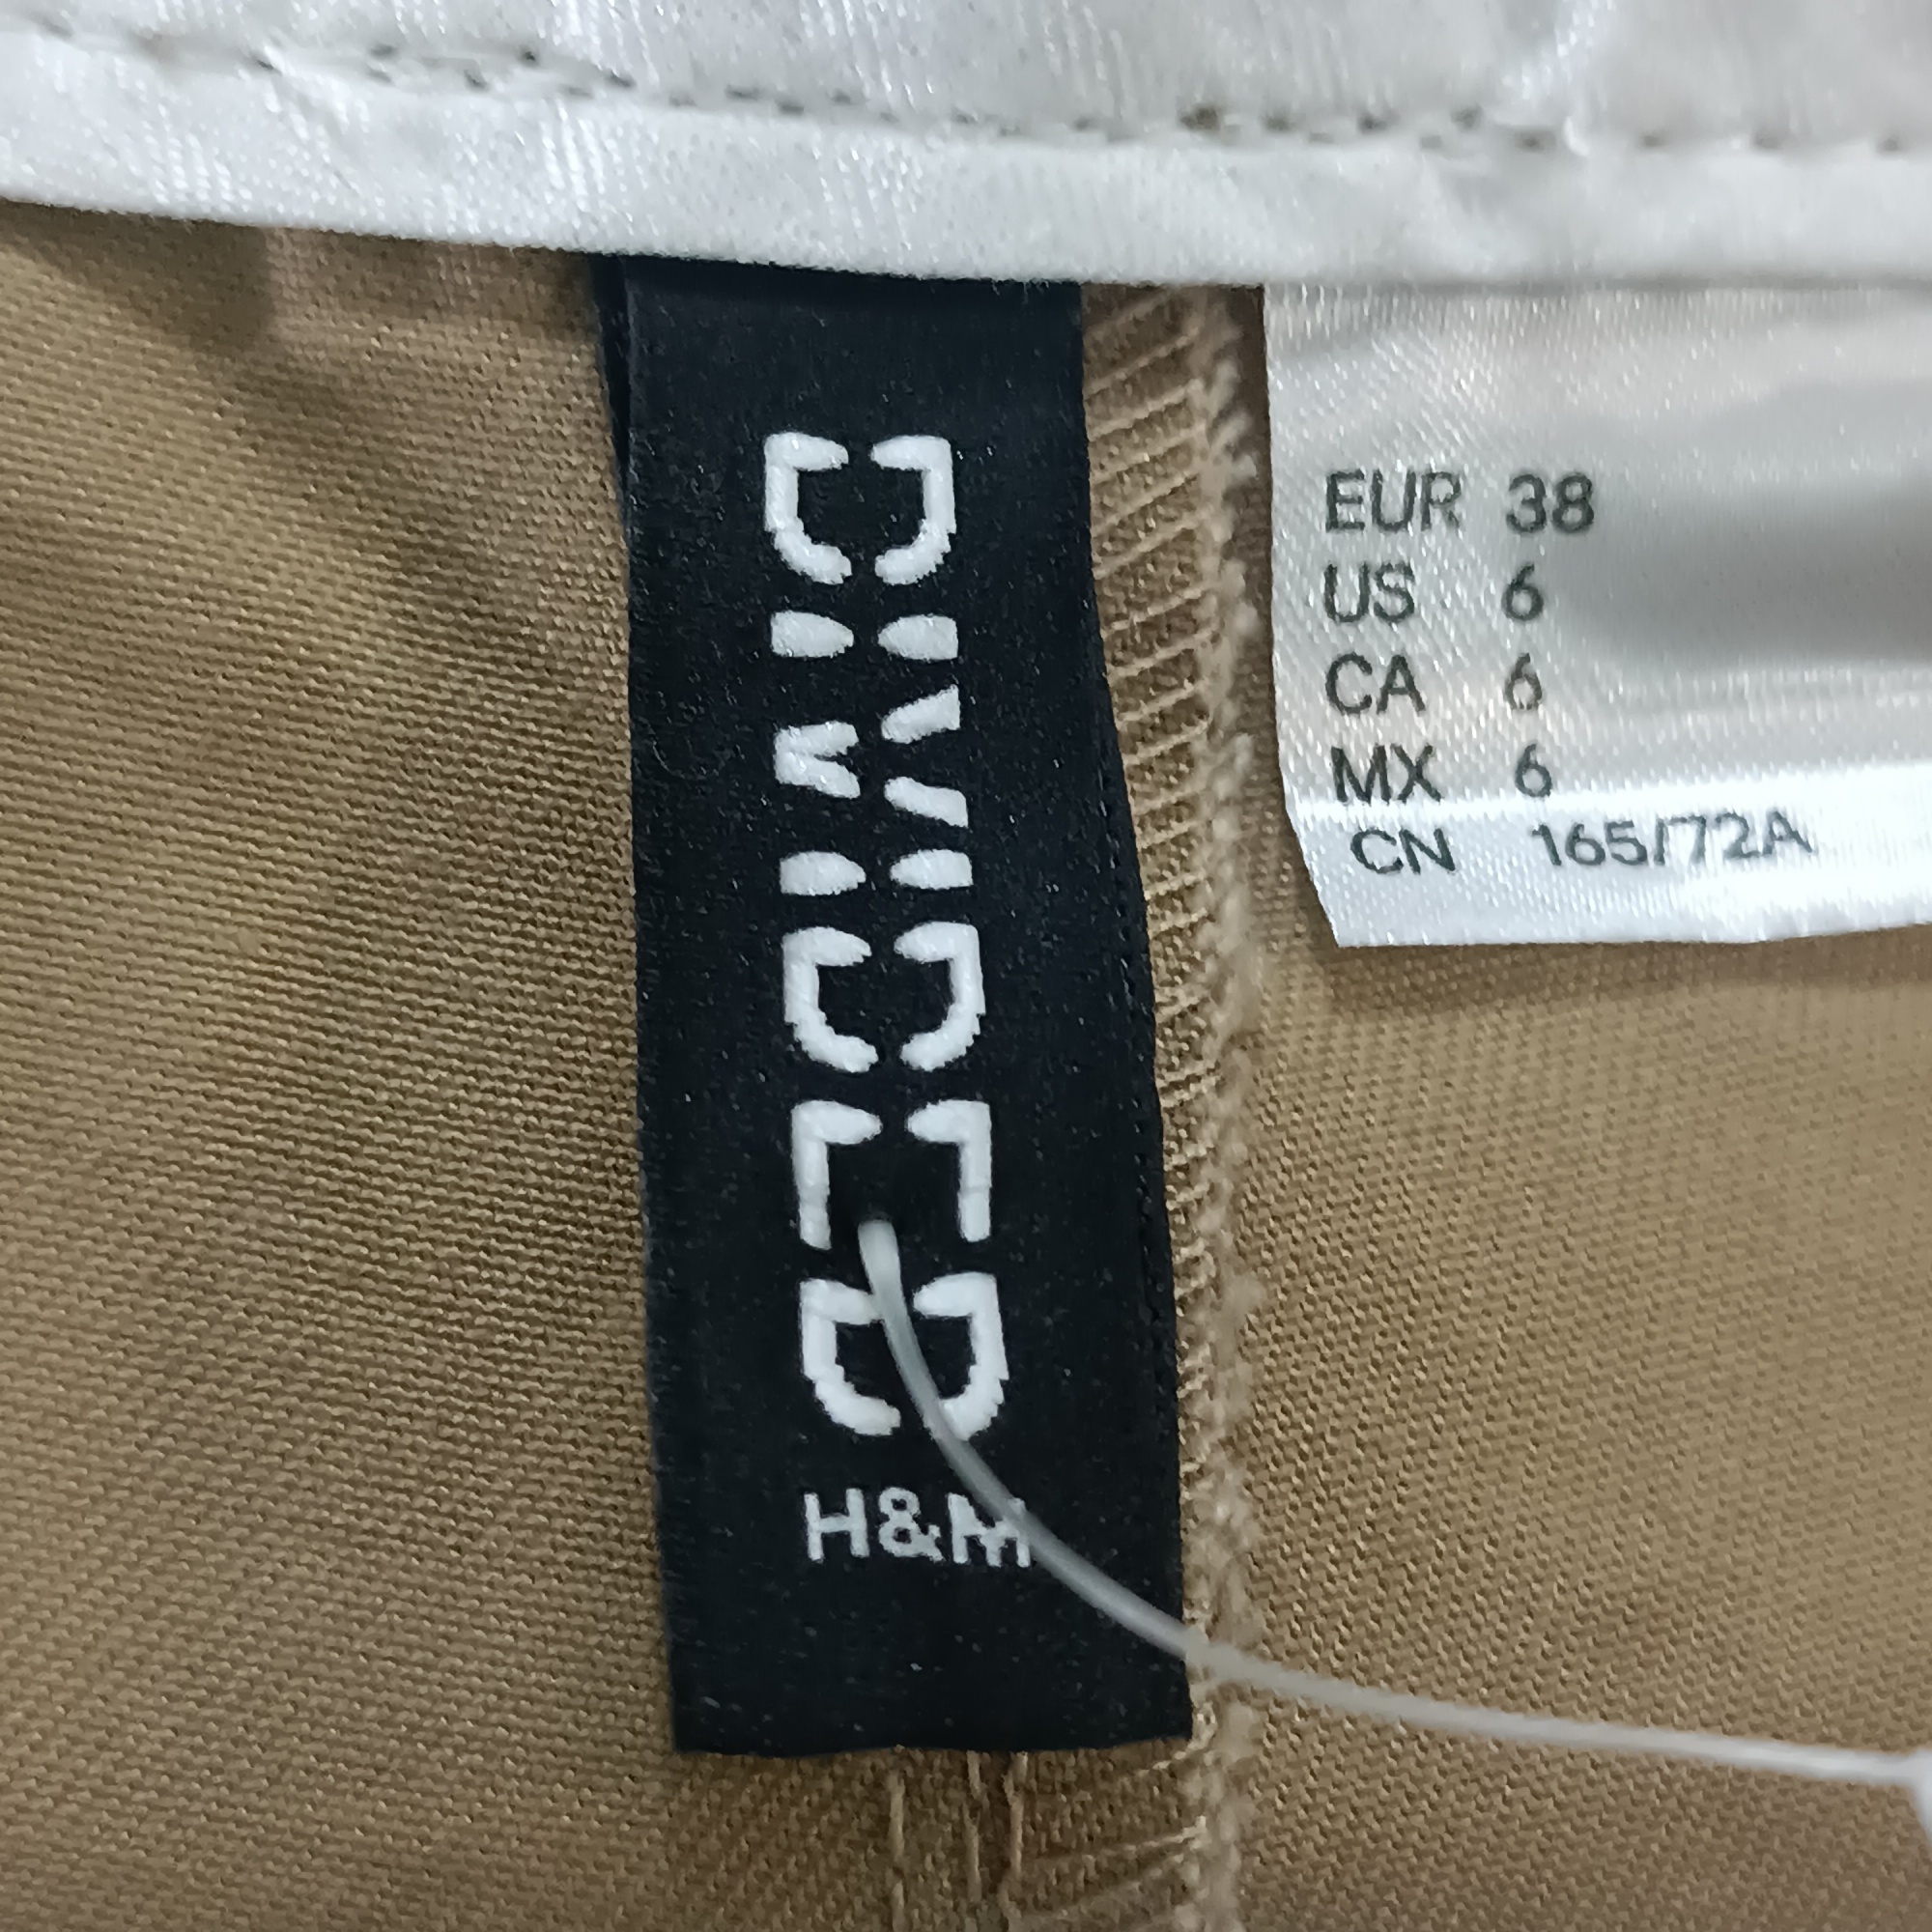 DIVIDED
H&M
EUR 38
US 6
CA 6
MX 6
CN 165/72A